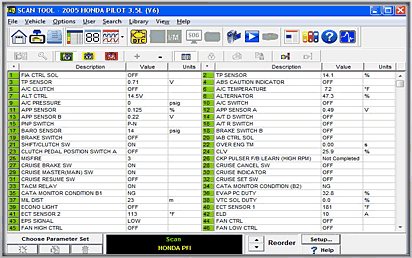 SCAN TOOL - 2005 HONDA PILOT 3.5L (V6)
Vehicle Options User Search Library View Help
DTC
SOG
* Description Value Units * Description Value Units
1 FIA CTRL SOL OFF 2 TP SENSOR 14.1 %
3 TP SENSOR 0.71 V 4 ABS CAUTION INDICATOR OFF
5 A/C CLUTCH OFF 6 A/C TEMPERATURE 7.2 °F
7 ALT CTRL 14.5V 8 ALTERNATOR 47.3 %
9 A/C PRESSURE 0 psig 10 A/C SWITCH OFF
11 APP SENSOR 0.125 % 12 APP SENSOR A 0.49 V
13 APP SENSOR B 0.22 V 14 A/T D SWITCH OFF
15 PNP SWITCH P-N 16 A/T R SWITCH OFF
17 BARO SENSOR 14 psig 18 BRAKE SWITCH B OFF
19 BRAKE SWITCH OFF 20 IAB CTRL SOL OFF
21 SHIFT/CLUTCH SW ON 22 OVER ENG TM 0.00 s
23 CLUTCH PEDAL POSITION SWITCH A OFF 24 CLV 25.9 %
25 MISFIRE 3 26 CKP PULSER F/B LEARN (HIGH RPM) Not Completed
27 CRUISE BRAKE SW ON 28 CRUISE CANCEL SW OFF
29 CRUISE MASTER(MAIN) SW ON 30 CRUISE INDICATOR OFF
31 CRUISE RESUME SW OFF 32 CRUISE SET SW OFF
33 TACM RELAY ON 34 CATA MONITOR CONDITION (B2) NG
35 CATA MONITOR CONDITION B1 NG 36 EVAP PC DUTY 32.8 %
37 MIL DIST 23 m 38 VTC SOL DUTY 0.0 %
39 ECONO LIGHT OFF 40 ECT SENSOR 1 181 °F
41 ECT SENSOR 2 113 °F 42 ELD 10 A
43 EPS SIGNAL LOW 44 FAN CTRL OFF
45 FAN HIGH CTRL OFF 46 FAN LOW CTRL OFF
Choose Parameter Set
Scan
HONDA PFI
Reorder
Setup...
? Help